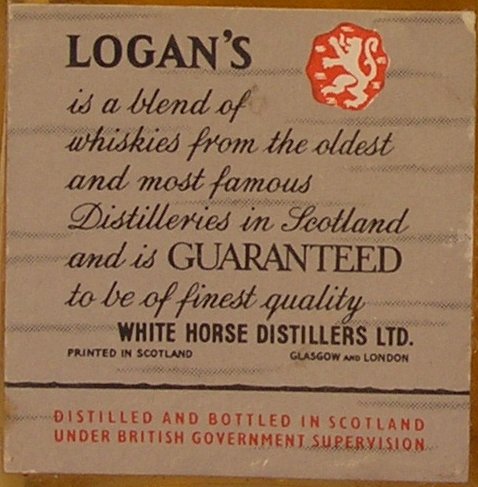 LOGAN'S
is a blend of
whiskies from the oldest
and most famous
Distilleries in Scotland
and is GUARANTEED
to be of finest quality
WHITE HORSE DISTILLERS LTD.
PRINTED IN SCOTLAND GLASGOW AND LONDON
DISTILLED AND BOTTLED IN SCOTLAND
UNDER BRITISH GOVERNMENT SUPERVISION